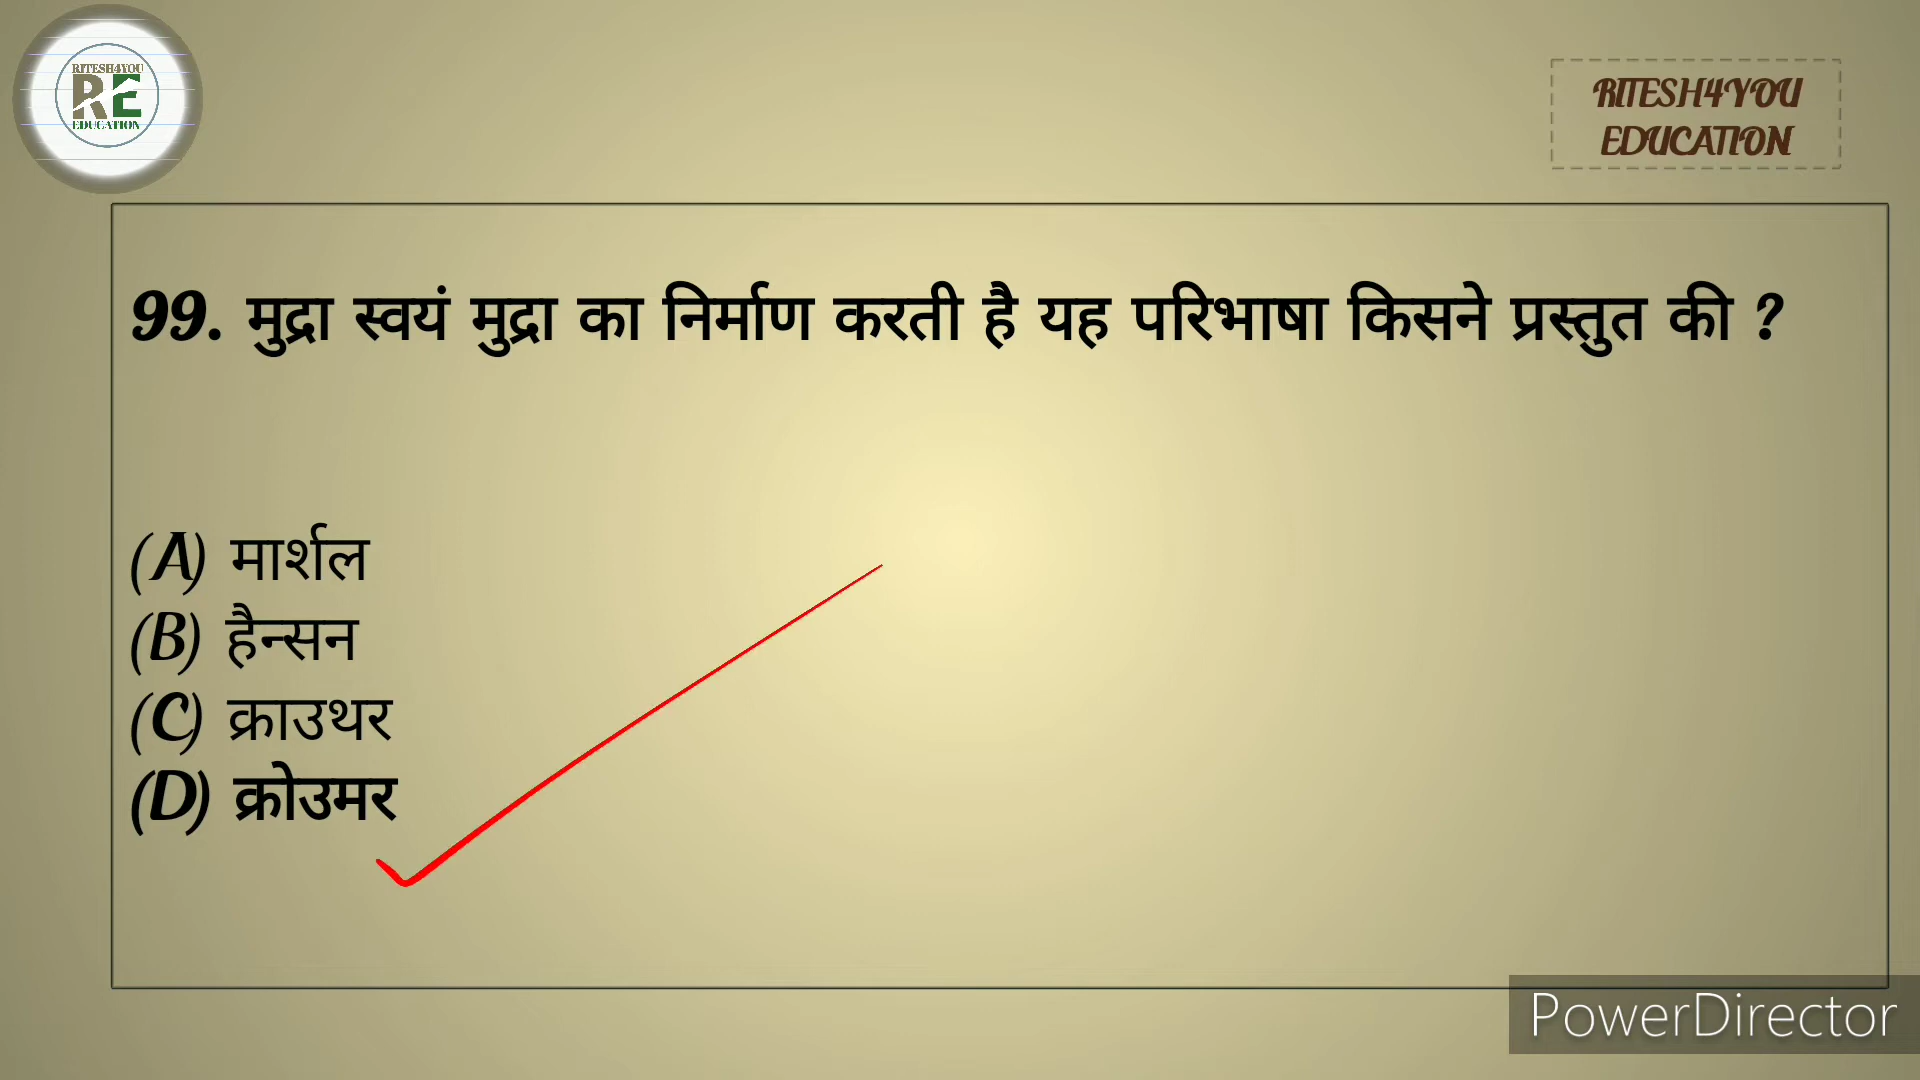 RITESH4YOU
RE
EDUCATION
RITESH4YOU
EDUCATION
99. मुद्रा स्वयं मुद्रा का निर्माण करती है यह परिभाषा किसने प्रस्तुत की ?
(A) मार्शल
(B) हैन्सन
(C) क्राउथर
(D) क्रोउमर
PowerDirector